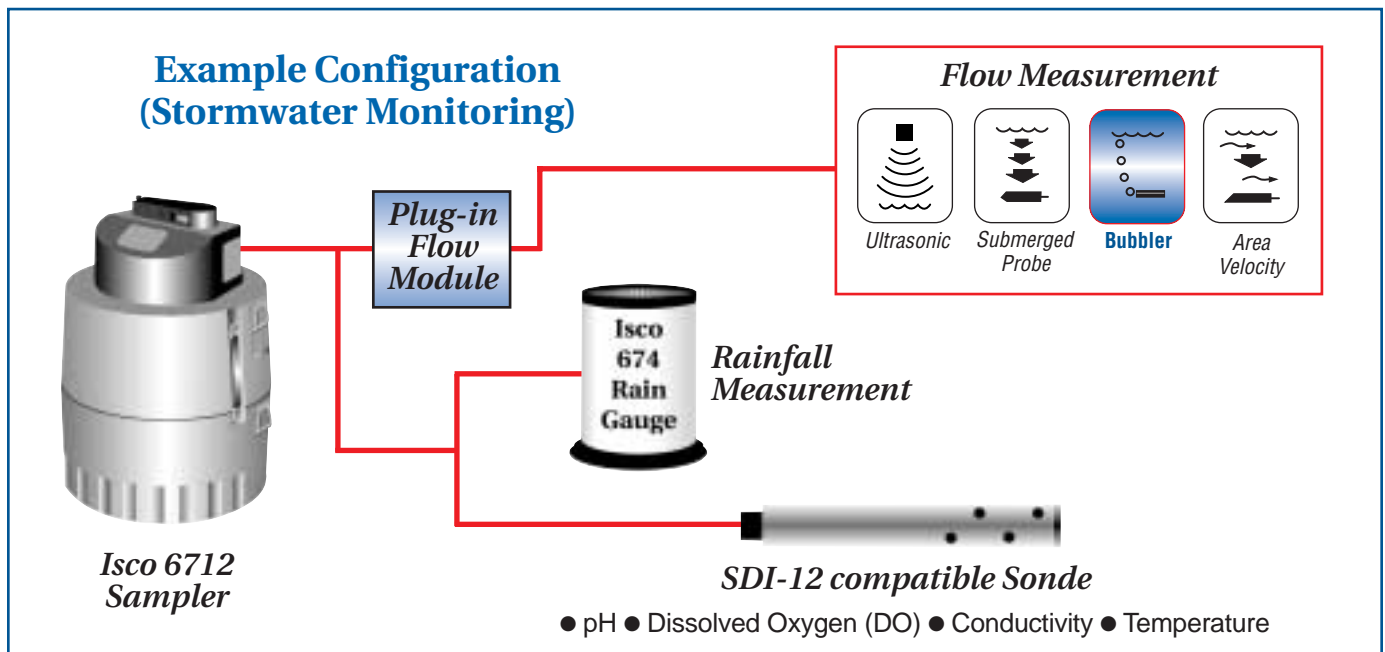 Example Configuration
(Stormwater Monitoring)
Flow Measurement
Ultrasonic
Submerged
Probe
Bubbler
Area
Velocity
Plug-in
Flow
Module
Isco
674
Rain
Gauge
Rainfall
Measurement
Isco 6712
Sampler
SDI-12 compatible Sonde
● pH ● Dissolved Oxygen (DO) ● Conductivity ● Temperature